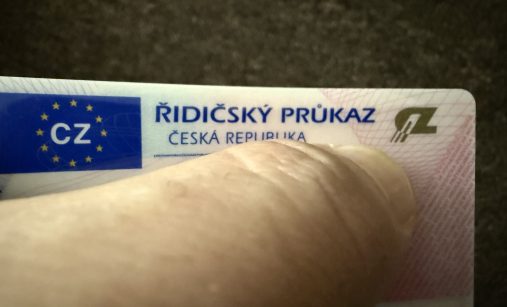 CZ
ŘIDIČSKÝ PRŮKAZ
ČESKÁ REPUBLIKA